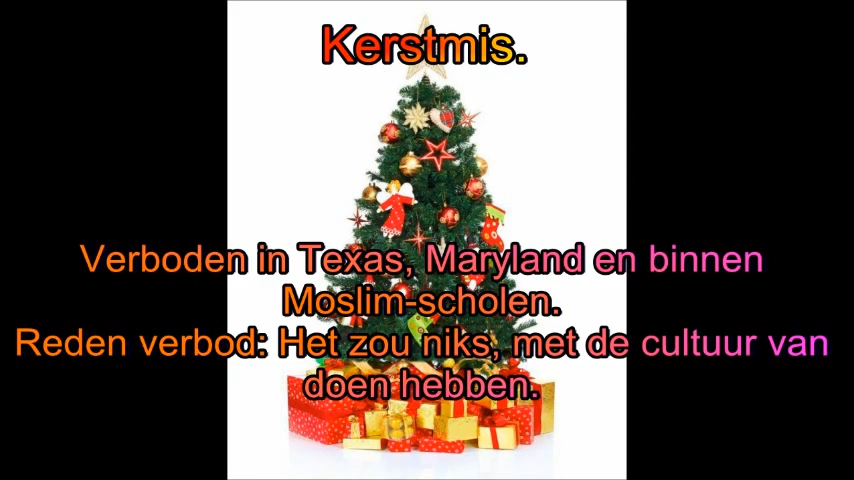 Kerstmis.
Verboden in Texas, Maryland en binnen
Moslim-scholen.
Reden verbod: Het zou niks, met de cultuur van
doen hebben.